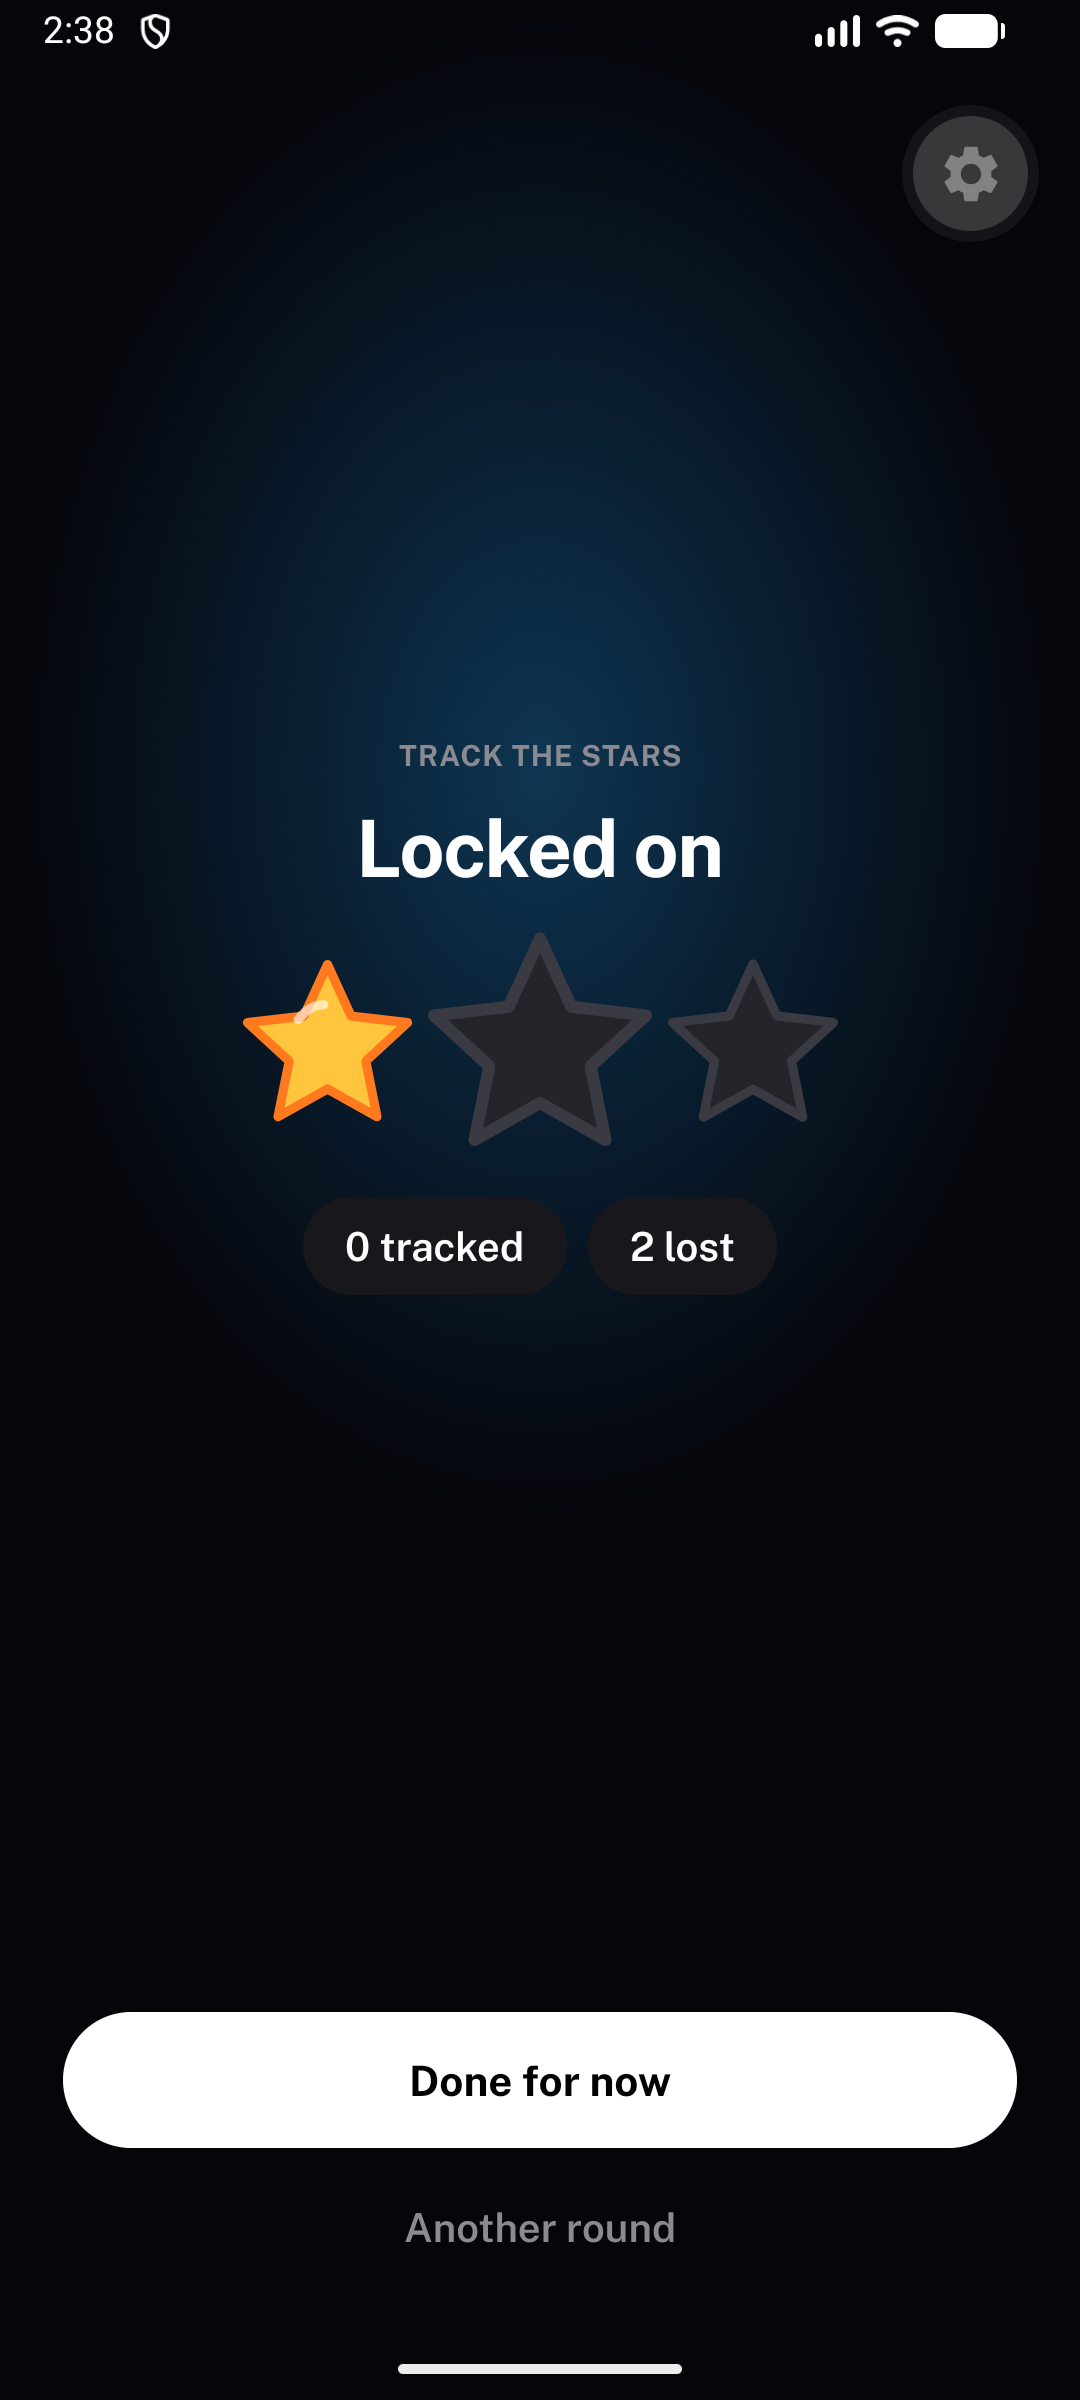 2:38
TRACK THE STARS
Locked on
0 tracked
2 lost
Done for now
Another round